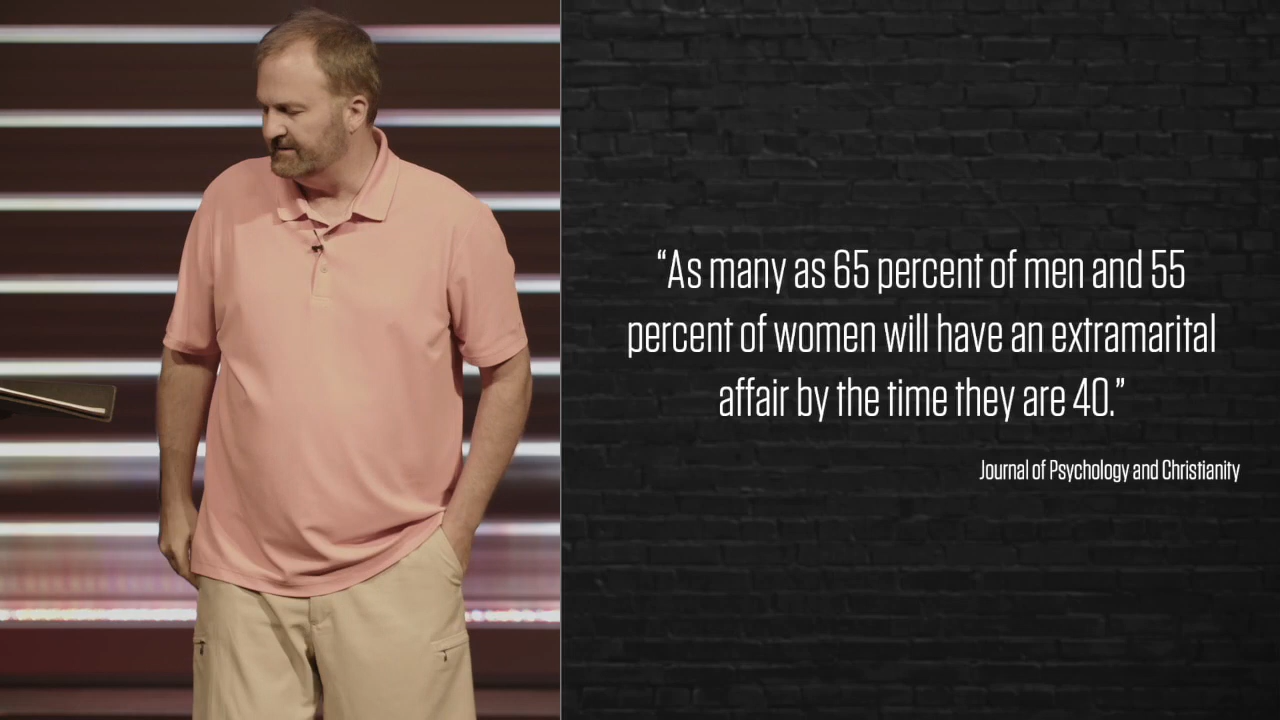 “As many as 65 percent of men and 55
percent of women will have an extramarital
affair by the time they are 40.”
Journal of Psychology and Christianity